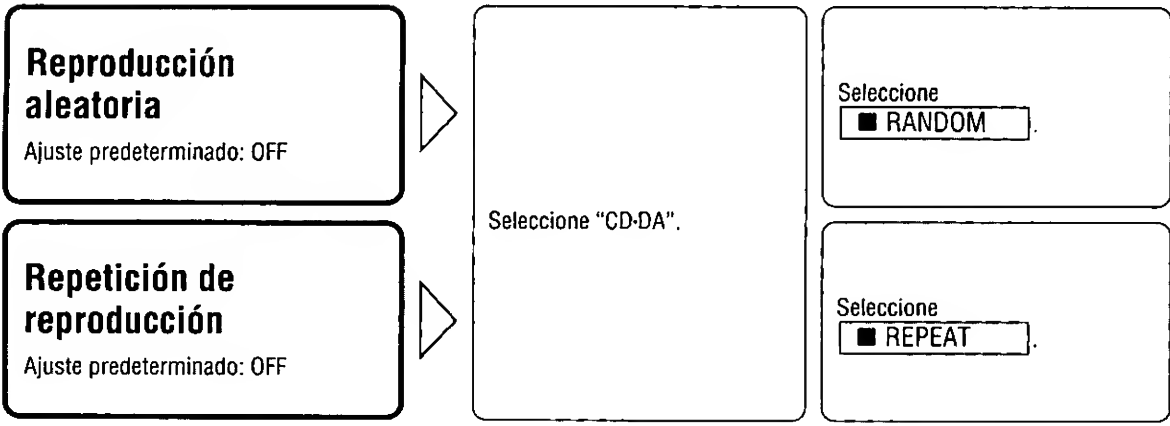 Reproducción
aleatoria
Ajuste predeterminado: OFF
Seleccione "CD·DA".
Seleccione
■ RANDOM .
Repetición de
reproducción
Ajuste predeterminado: OFF
Seleccione
■ REPEAT .